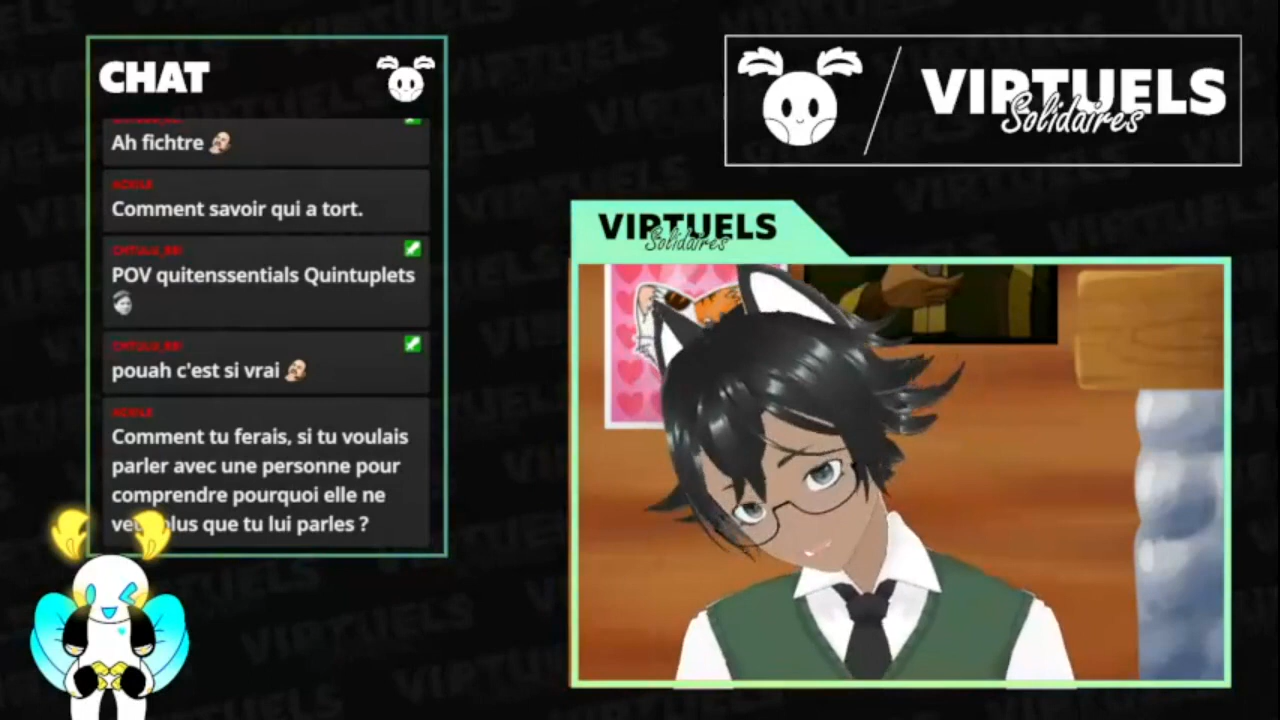 CHAT
Ah fichtre
Comment savoir qui a tort.
POV quitenssentials Quintuplets
pouah c'est si vrai
Comment tu ferais, si tu voulais
parler avec une personne pour
comprendre pourquoi elle ne
plus que tu lui parles ?
VIRTUELS
Solidaires
VIRTUELS
Solidaires